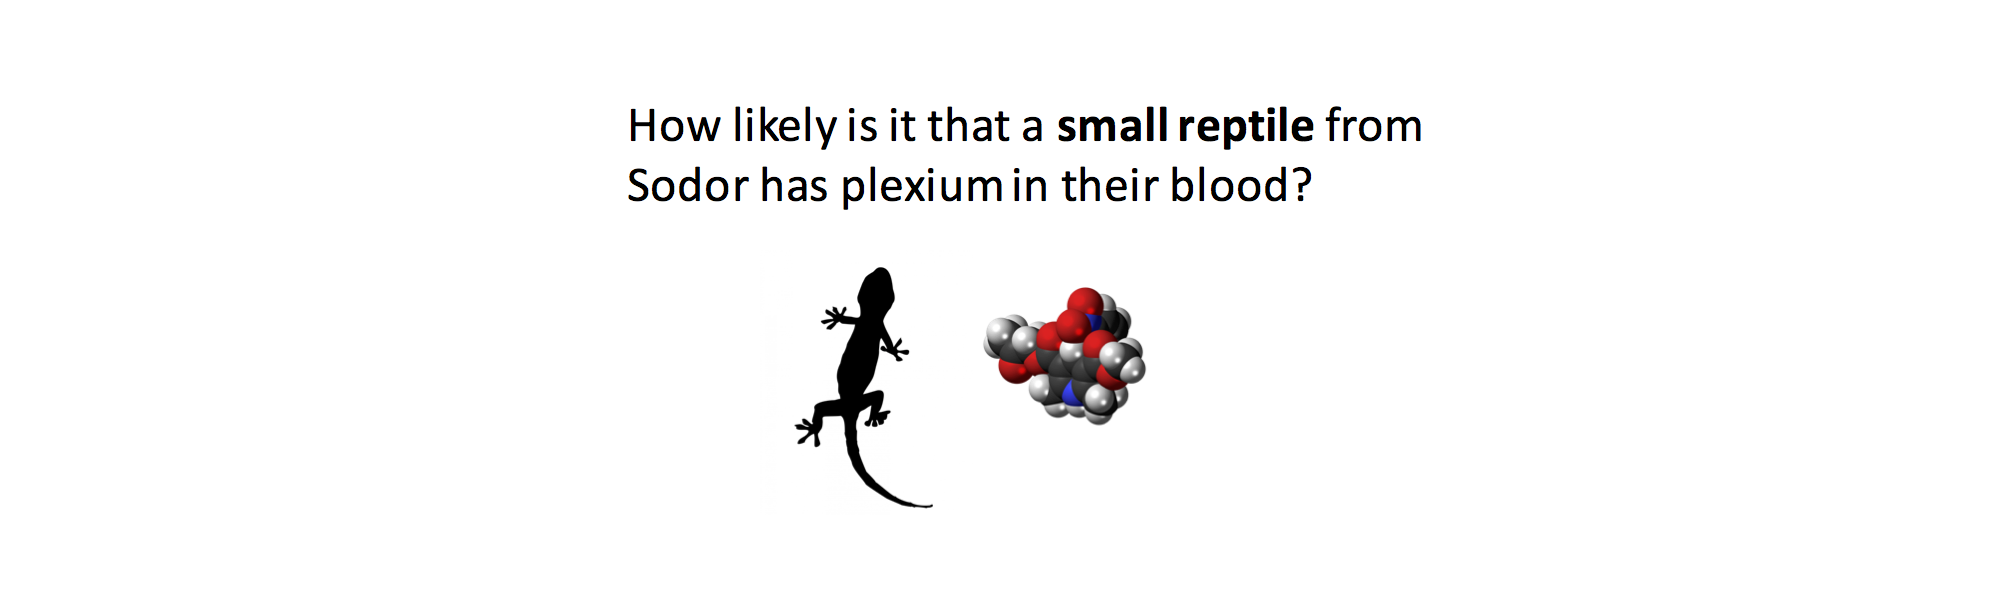 How likely is it that a small reptile from
Sodor has plexium in their blood?